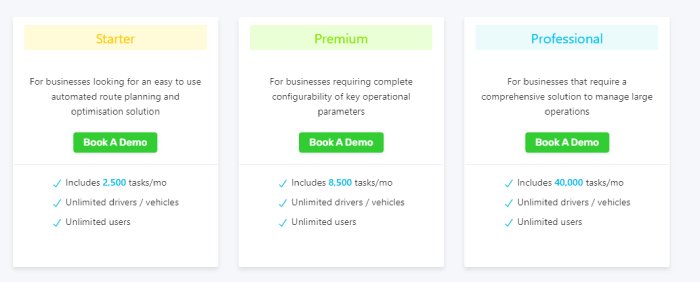 Starter
For businesses looking for an easy to use
automated route planning and
optimisation solution
Book A Demo
Includes 2,500 tasks/mo
Unlimited drivers / vehicles
Unlimited users
Premium
For businesses requiring complete
configurability of key operational
parameters
Book A Demo
Includes 8,500 tasks/mo
Unlimited drivers / vehicles
Unlimited users
Professional
For businesses that require a
comprehensive solution to manage large
operations
Book A Demo
Includes 40,000 tasks/mo
Unlimited drivers / vehicles
Unlimited users